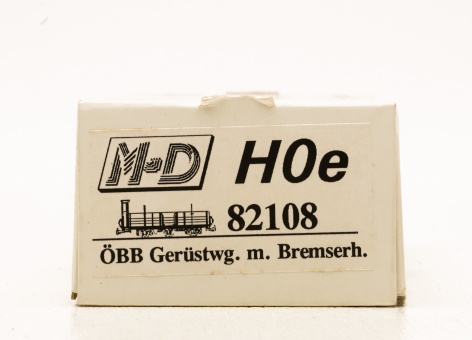 M+D H0e
82108
ÖBB Gerüstwg. m. Bremserh.